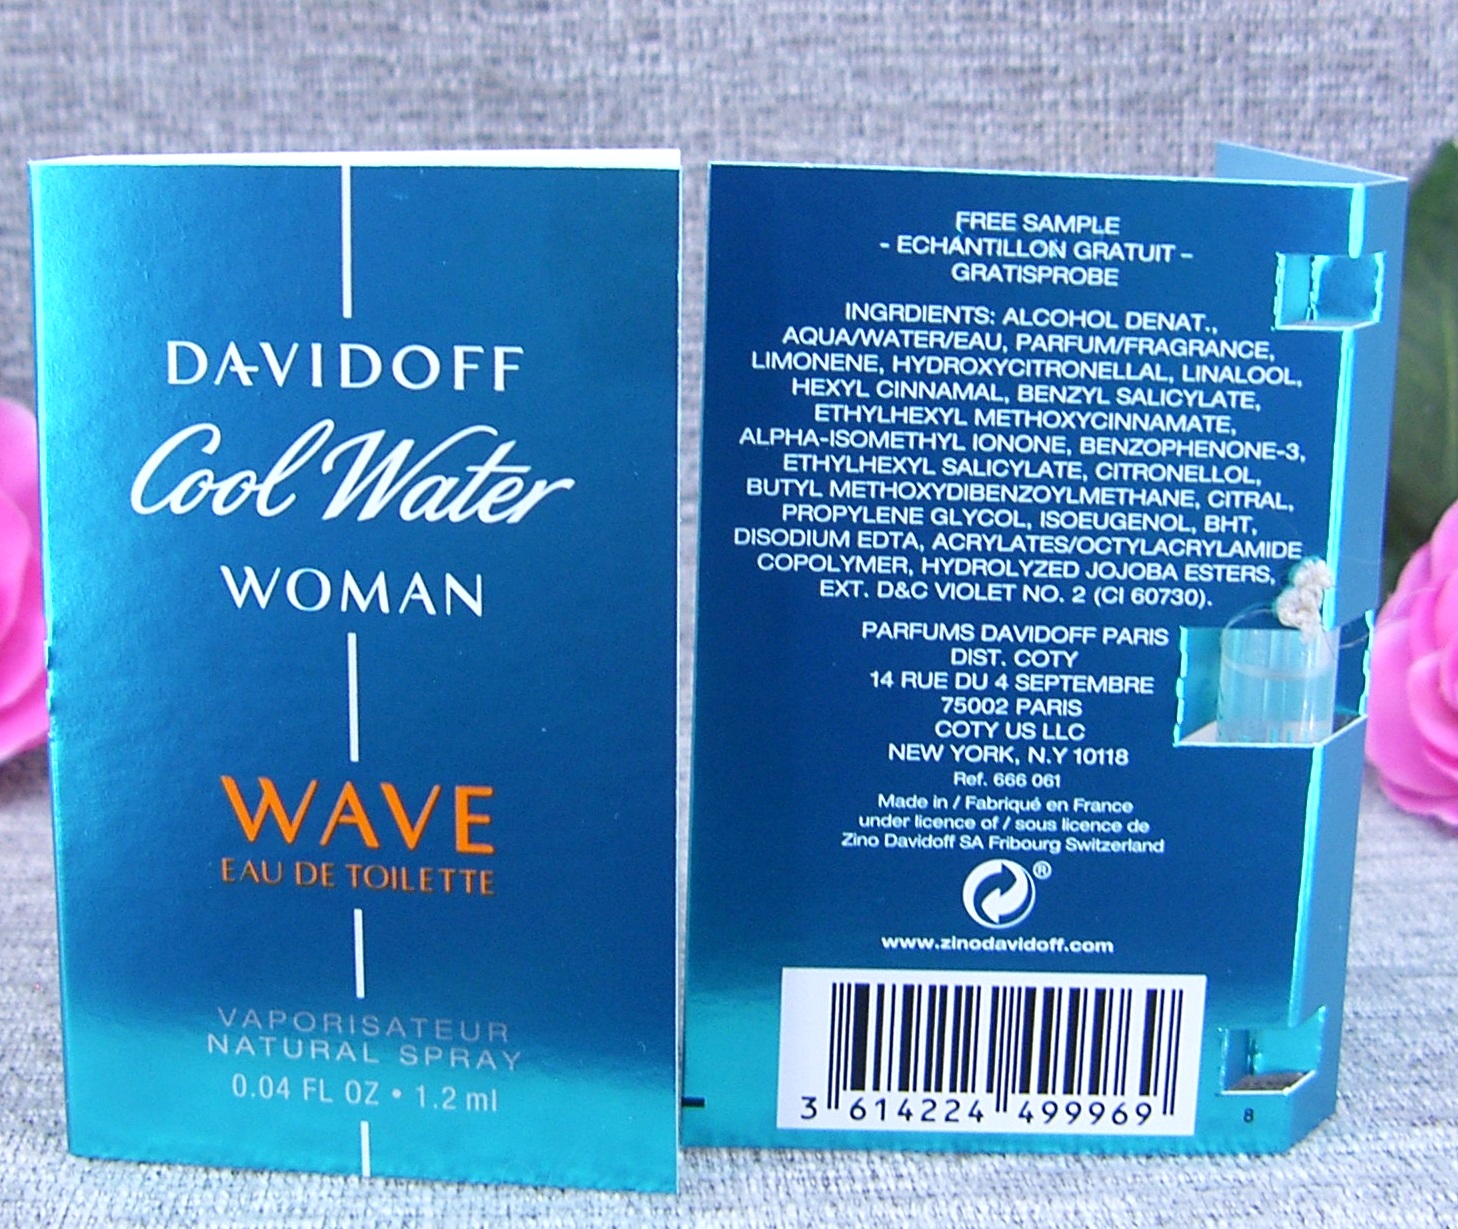 DAVIDOFF
Cool Water
WOMAN
WAVE
EAU DE TOILETTE
VAPORISATEUR
NATURAL SPRAY
0.04 FL OZ • 1.2 ml
FREE SAMPLE
- ECHANTILLON GRATUIT -
GRATISPROBE
INGRDIENTS: ALCOHOL DENAT.,
AQUA/WATER/EAU, PARFUM/FRAGRANCE,
LIMONENE, HYDROXYCITRONELLAL, LINALOOL,
HEXYL CINNAMAL, BENZYL SALICYLATE,
ETHYLHEXYL METHOXYCINNAMATE,
ALPHA-ISOMETHYL IONONE, BENZOPHENONE-3,
ETHYLHEXYL SALICYLATE, CITRONELLOL,
BUTYL METHOXYDIBENZOYLMETHANE, CITRAL,
PROPYLENE GLYCOL, ISOEUGENOL, BHT,
DISODIUM EDTA, ACRYLATES/OCTYLACRYLAMIDE
COPOLYMER, HYDROLYZED JOJOBA ESTERS,
EXT. D&C VIOLET NO. 2 (CI 60730).
PARFUMS DAVIDOFF PARIS
DIST. COTY
14 RUE DU 4 SEPTEMBRE
75002 PARIS
COTY US LLC
NEW YORK, N.Y 10118
Ref. 666 061
Made in / Fabriqué en France
under licence of / sous licence de
Zino Davidoff SA Fribourg Switzerland
®
www.zinodavidoff.com
3 614224 499969
8